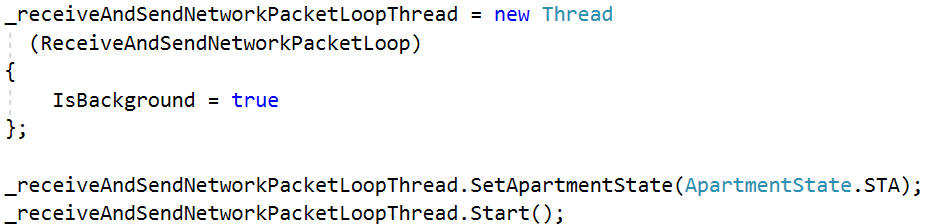 _receiveAndSendNetworkPacketLoopThread = new Thread
  (ReceiveAndSendNetworkPacketLoop)
{
    IsBackground = true
};

_receiveAndSendNetworkPacketLoopThread.SetApartmentState(ApartmentState.STA);
_receiveAndSendNetworkPacketLoopThread.Start();